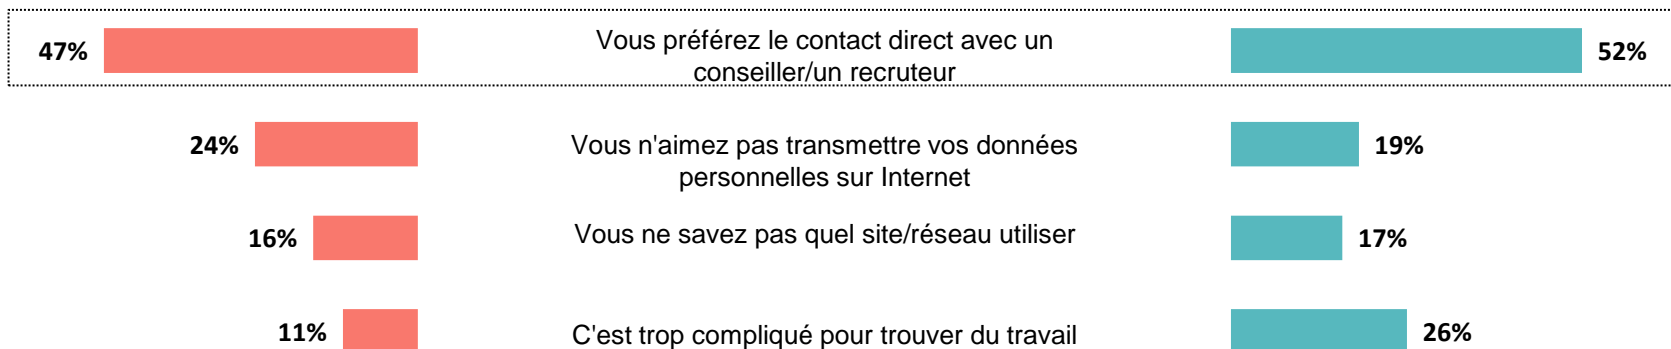 47%
Vous préférez le contact direct avec un
conseiller/un recruteur
52%
24%
Vous n'aimez pas transmettre vos données
personnelles sur Internet
19%
16%
Vous ne savez pas quel site/réseau utiliser
17%
11%
C'est trop compliqué pour trouver du travail
26%